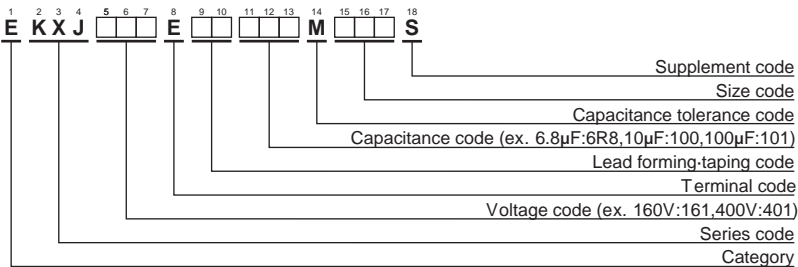 1 2 3 4 5 6 7 8 9 10 11 12 13 14 15 16 17 18
E K X J □□□ E □□ □□□ M □□□ S
Supplement code
Size code
Capacitance tolerance code
Capacitance code (ex. 6.8μF:6R8,10μF:100,100μF:101)
Lead forming·taping code
Terminal code
Voltage code (ex. 160V:161,400V:401)
Series code
Category